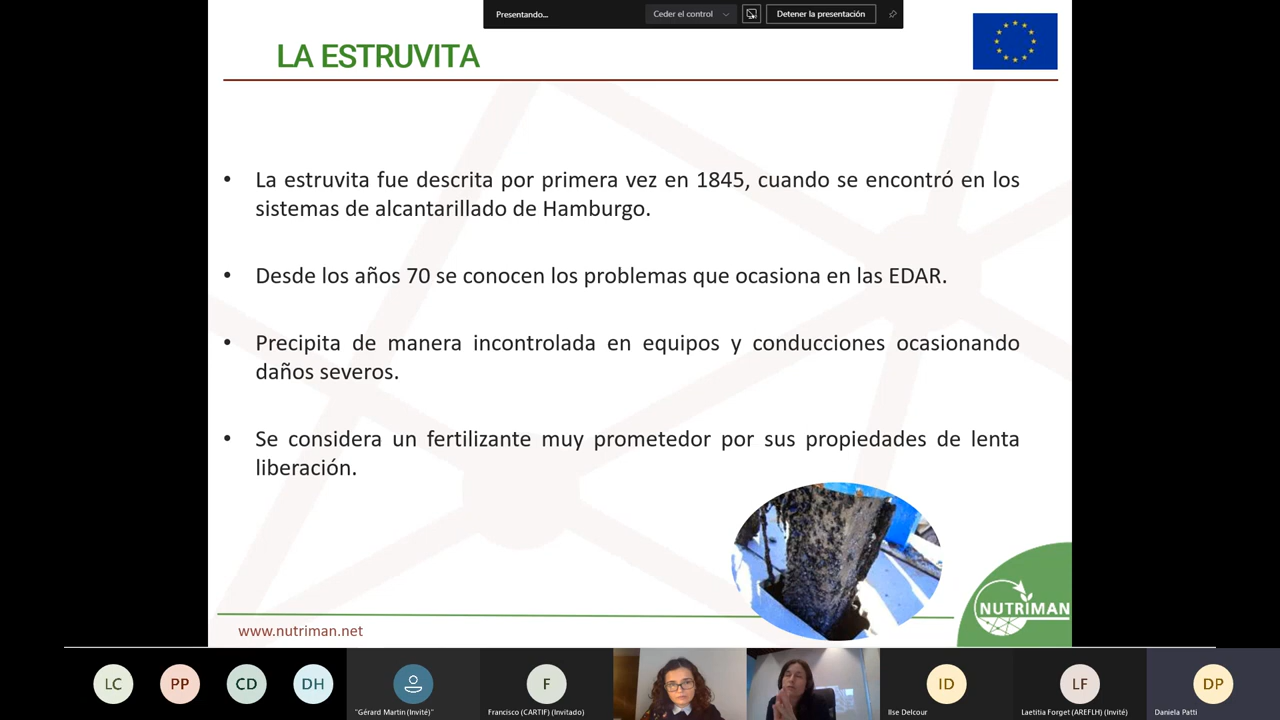 Presentando...
Ceder el control
Detener la presentación
LA ESTRUVITA
• La estruvita fue descrita por primera vez en 1845, cuando se encontró en los
sistemas de alcantarillado de Hamburgo.
• Desde los años 70 se conocen los problemas que ocasiona en las EDAR.
• Precipita de manera incontrolada en equipos y conducciones ocasionando
daños severos.
• Se considera un fertilizante muy prometedor por sus propiedades de lenta
liberación.
NUTRIMAN
www.nutriman.net
LC
PP
CD
DH
F
ID
LF
DP
"Gérard Martin (Invité)"
Francisco (CARTIF) (Invitado)
Ilse Delcour
Laetitia Forget (AREFLH) (Invité)
Daniela Patti